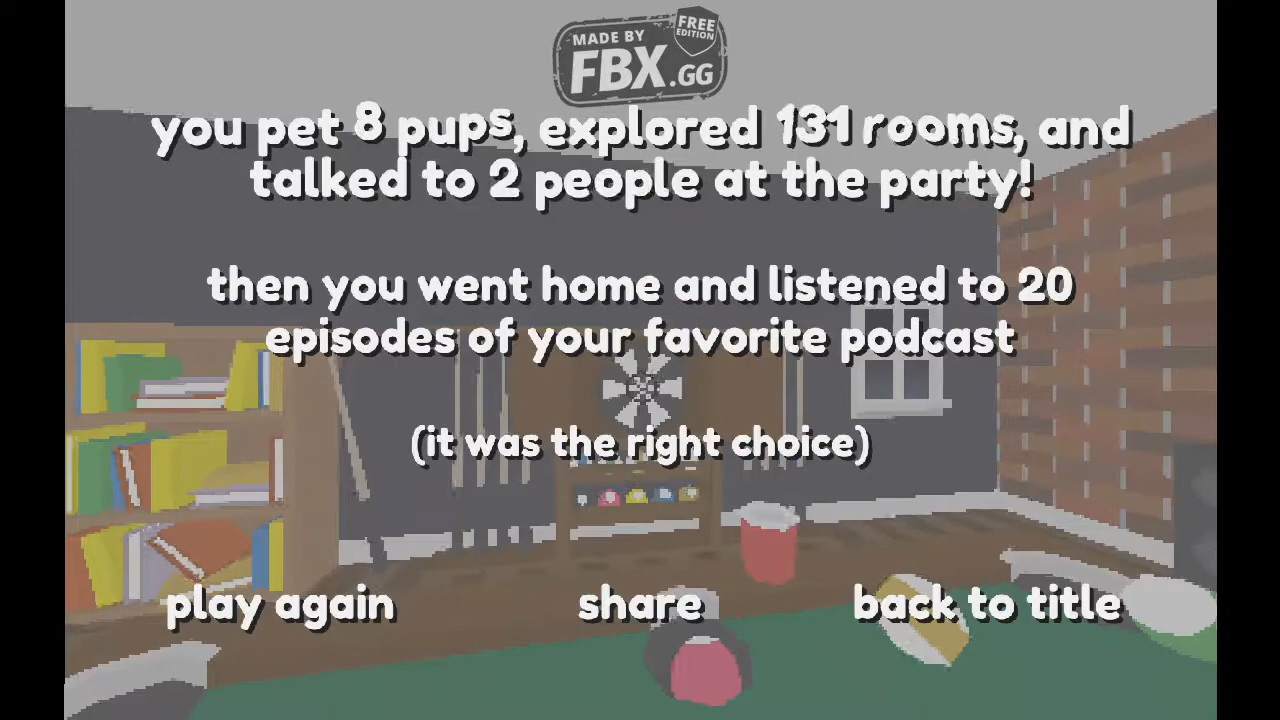 MADE BY
FREE
EDITION
FBX.GG
you pet 8 pups, explored 131 rooms, and
talked to 2 people at the party!
then you went home and listened to 20
episodes of your favorite podcast
(it was the right choice)
play again
share
back to title